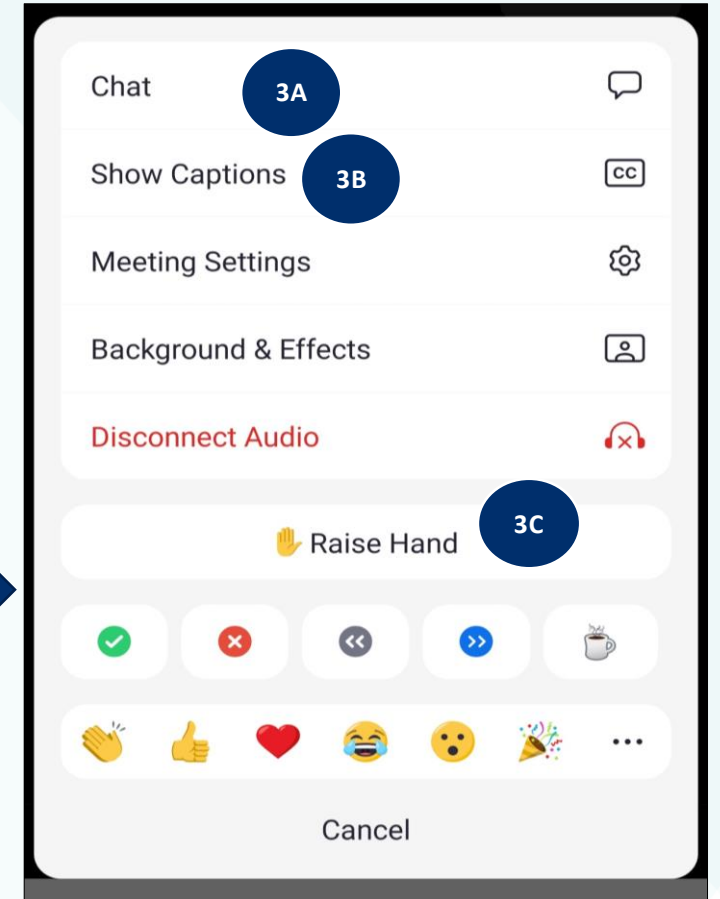 Chat
3A
Show Captions
3B
CC
Meeting Settings
Background & Effects
Disconnect Audio
Raise Hand
3C
Cancel